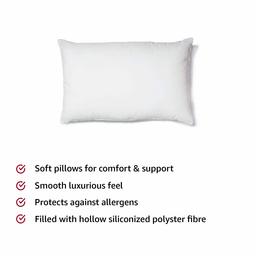 Soft pillows for comfort & support
Smooth luxurious feel
Protects against allergens
Filled with hollow siliconized polyster fibre